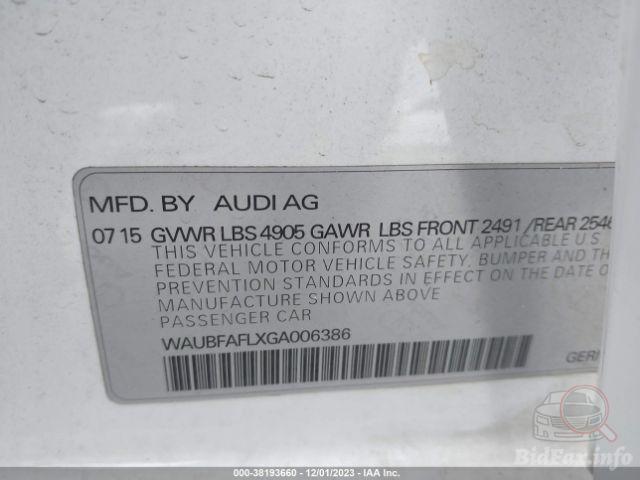 MFD. BY AUDI AG
07 15 GVWR LBS 4905 GAWR LBS FRONT 2491 /REAR 2548
THIS VEHICLE CONFORMS TO ALL APPLICABLE U S
FEDERAL MOTOR VEHICLE SAFETY, BUMPER AND TH
PREVENTION STANDARDS IN EFFECT ON THE DATE O
MANUFACTURE SHOWN ABOVE
PASSENGER CAR
WAUBFAFLXGA006386
GERM
BidFax.info
000-38193660 • 12/01/2023 • IAA Inc.